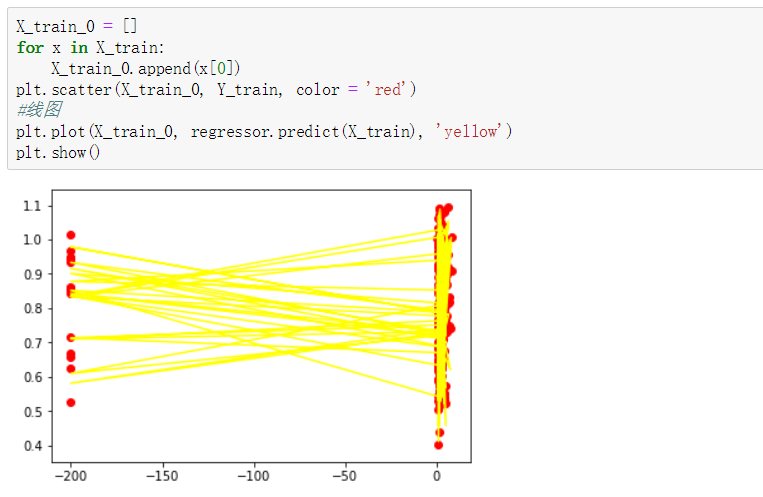 X_train_0 = []
for x in X_train:
    X_train_0.append(x[0])
plt.scatter(X_train_0, Y_train, color = 'red')
#线图
plt.plot(X_train_0, regressor.predict(X_train), 'yellow')
plt.show()
1.1
1.0
0.9
0.8
0.7
0.6
0.5
0.4
−200 −150 −100 −50 0